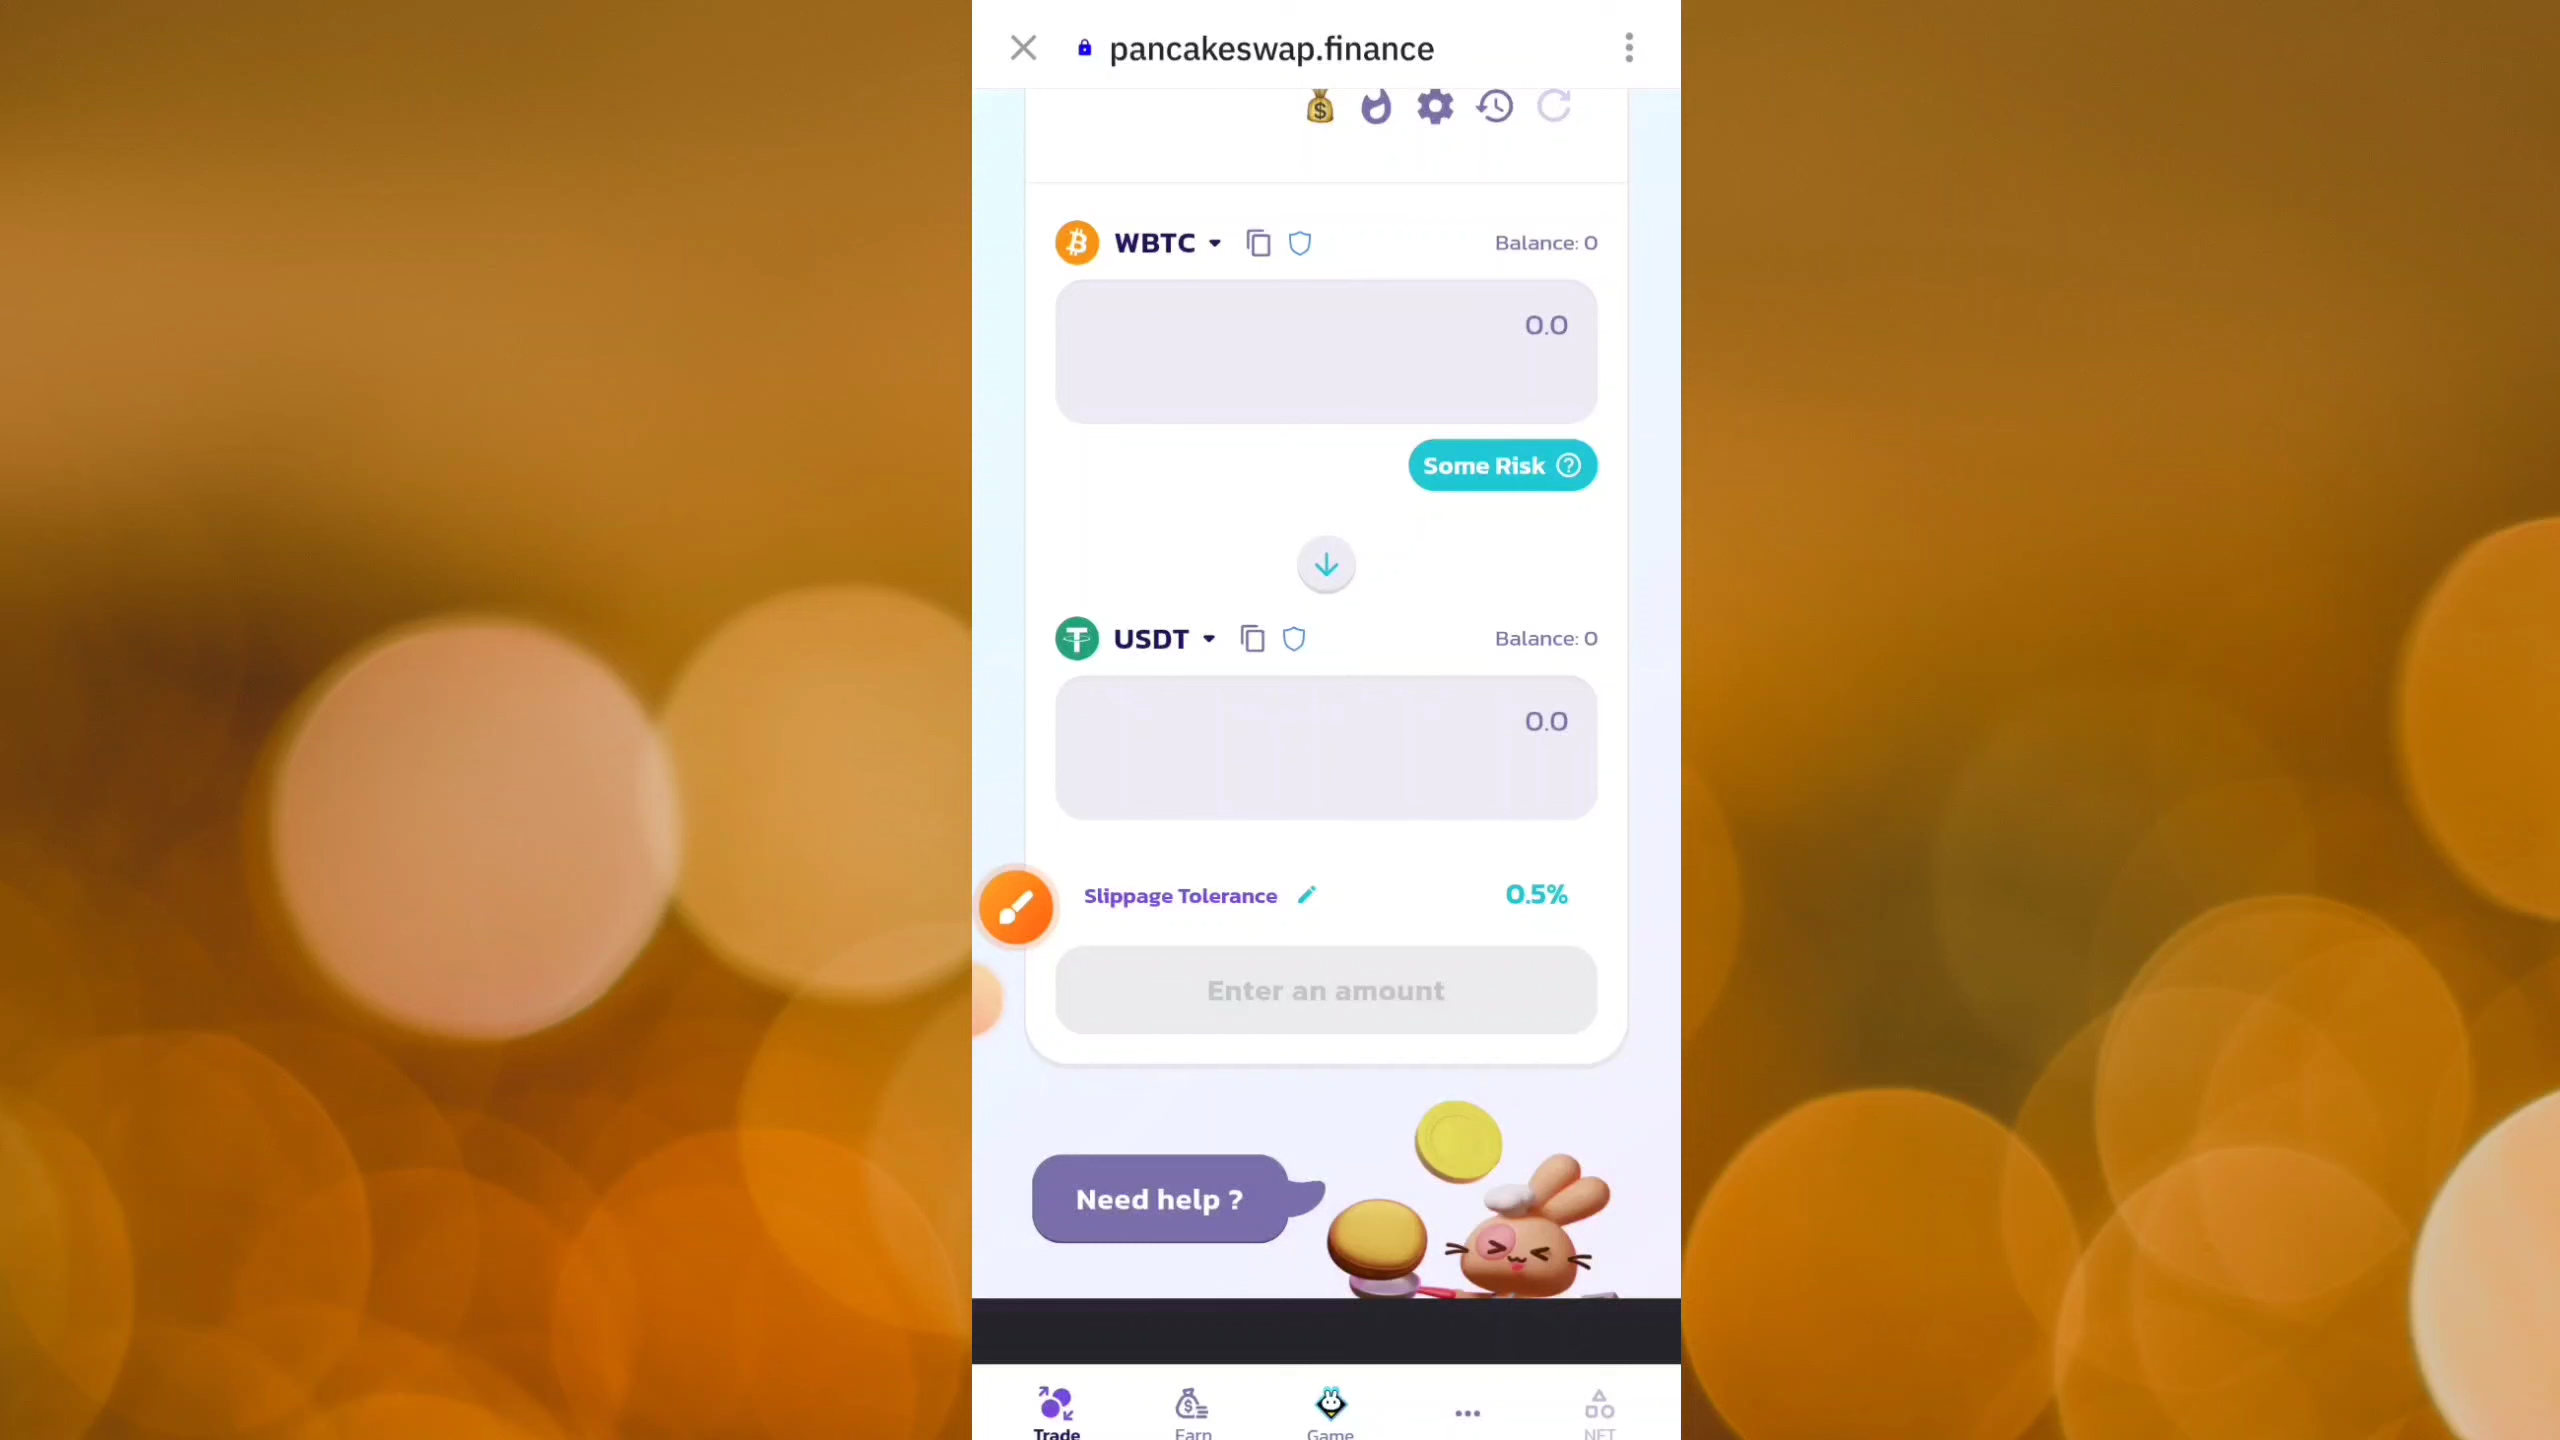 pancakeswap.finance
WBTC
Balance: 0
0.0
Some Risk
USDT
Balance: 0
0.0
Slippage Tolerance
0.5%
Enter an amount
Need help ?
Trade
Earn
Game
NFT